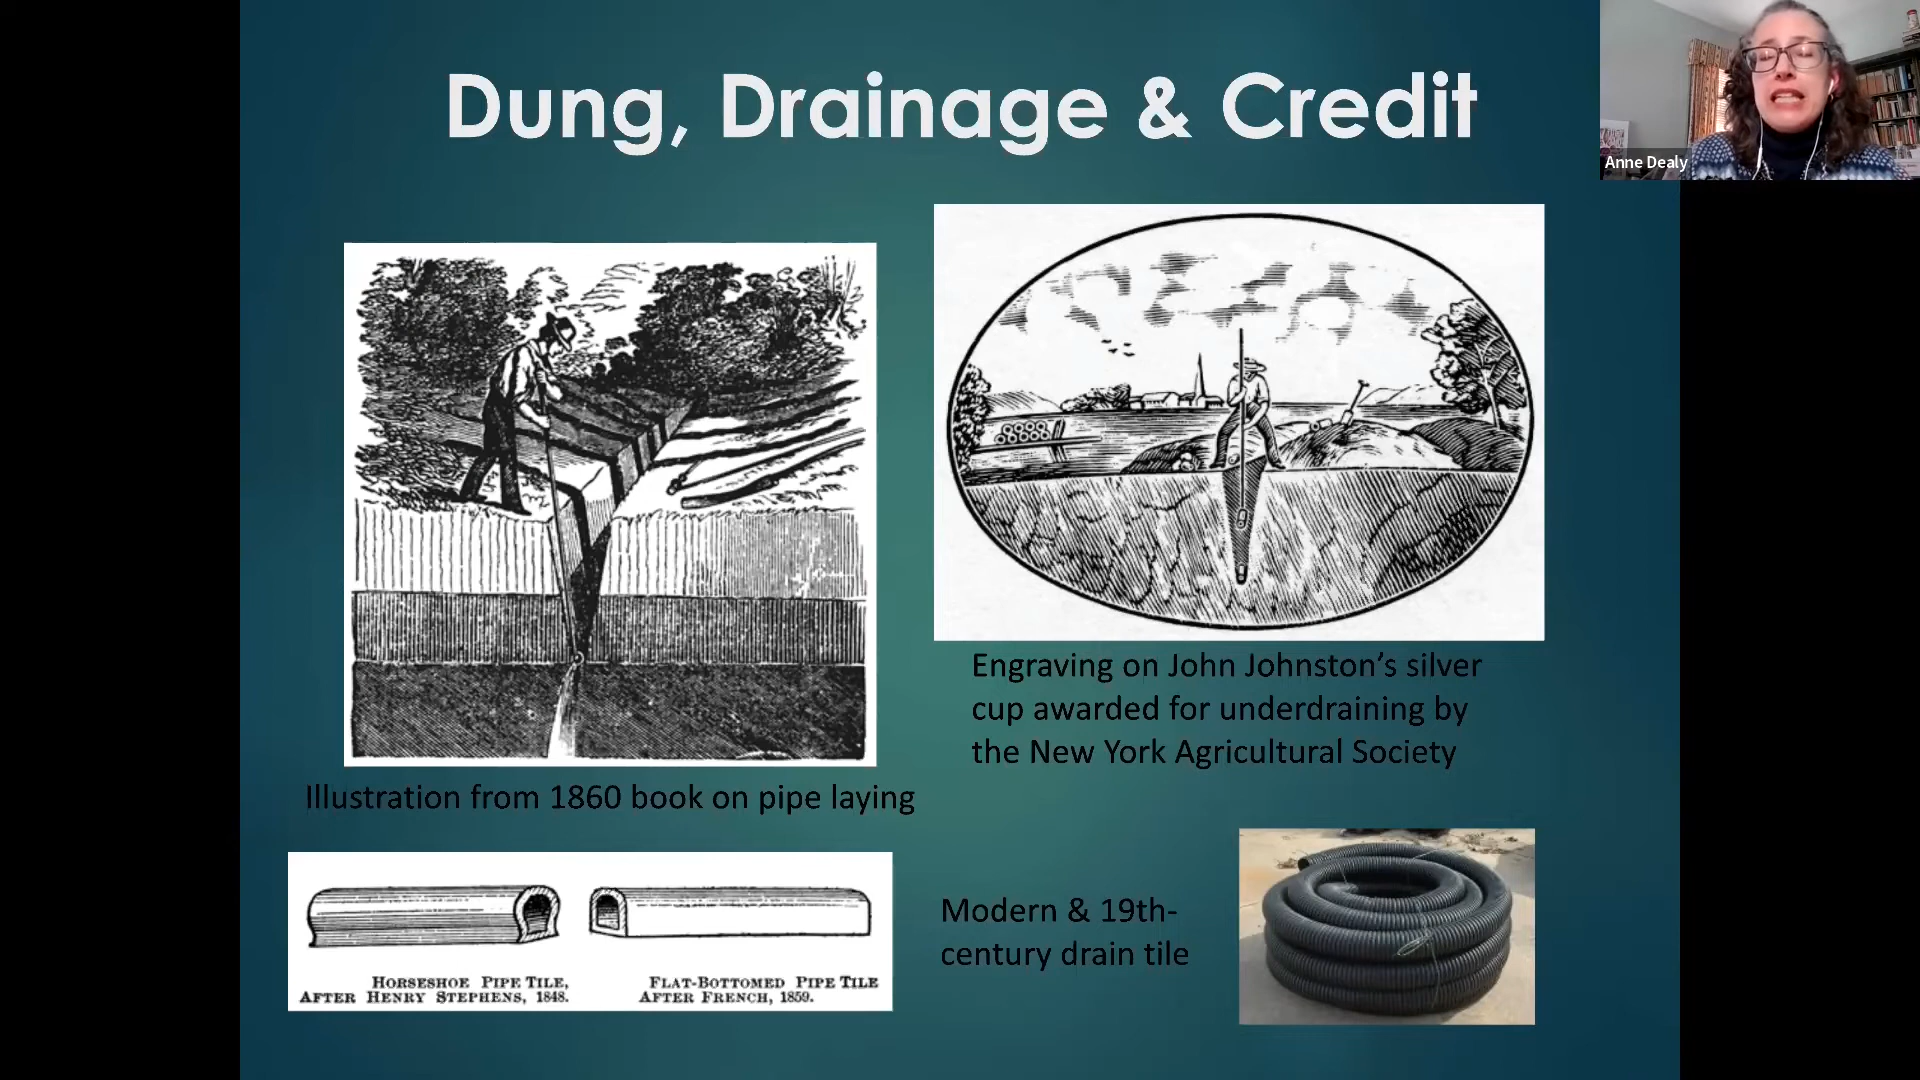 Dung, Drainage & Credit
Anne Dealy
Engraving on John Johnston’s silver
cup awarded for underdraining by
the New York Agricultural Society
Illustration from 1860 book on pipe laying
HORSESHOE PIPE TILE,
AFTER HENRY STEPHENS, 1848.
FLAT-BOTTOMED PIPE TILE
AFTER FRENCH, 1859.
Modern & 19th-
century drain tile